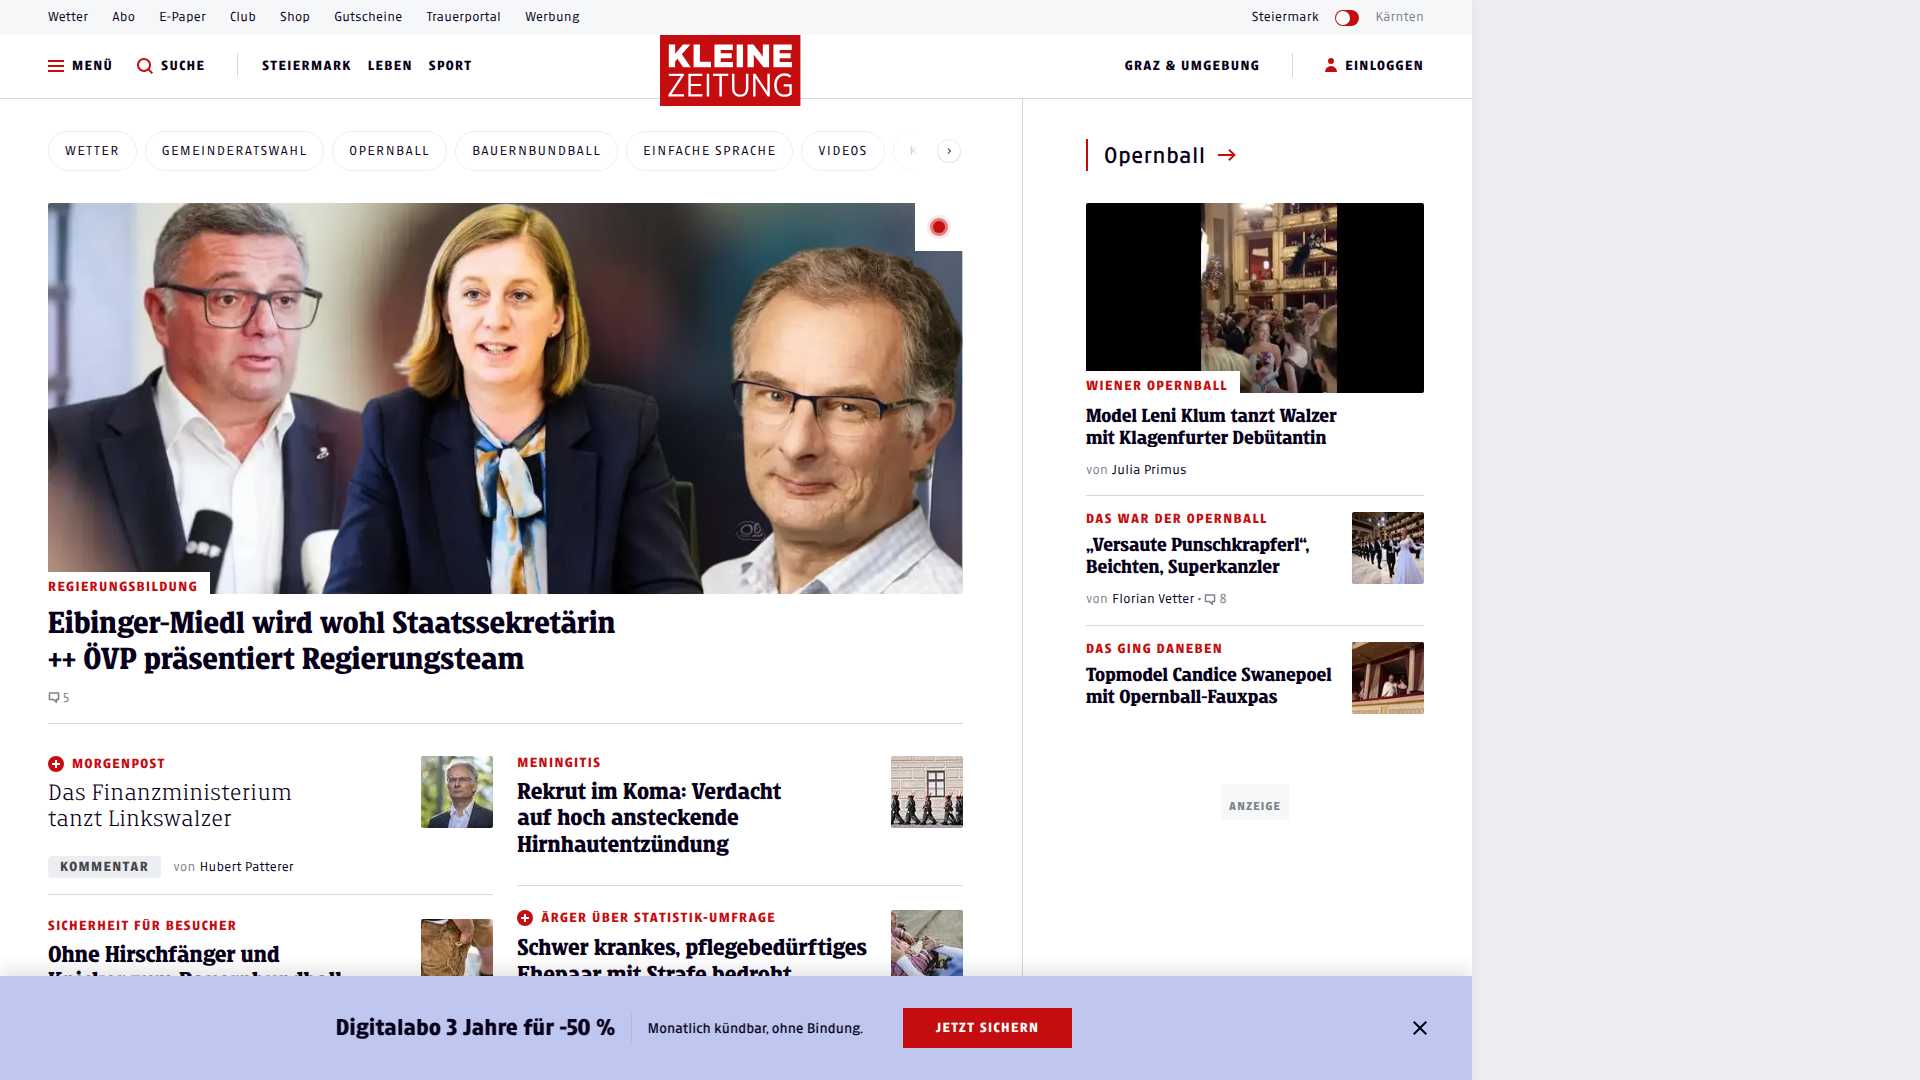 Wetter Abo E-Paper Club Shop Gutscheine Trauerportal Werbung Steiermark Kärnten
MENÜ SUCHE STEIERMARK LEBEN SPORT KLEINE ZEITUNG GRAZ & UMGEBUNG EINLOGGEN
WETTER GEMEINDERATSWAHL OPERNBALL BAUERNBUNDBALL EINFACHE SPRACHE VIDEOS
ORF
REGIERUNGSBILDUNG
Eibinger-Miedl wird wohl Staatssekretärin
++ ÖVP präsentiert Regierungsteam
5
MORGENPOST
Das Finanzministerium
tanzt Linkswalzer
KOMMENTAR von Hubert Patterer
SICHERHEIT FÜR BESUCHER
Ohne Hirschfänger und
MENINGITIS
Rekrut im Koma: Verdacht
auf hoch ansteckende
Hirnhautentzündung
ÄRGER ÜBER STATISTIK-UMFRAGE
Schwer krankes, pflegebedürftiges
Ehepaar mit Strafe bedroht
Opernball
WIENER OPERNBALL
Model Leni Klum tanzt Walzer
mit Klagenfurter Debütantin
von Julia Primus
DAS WAR DER OPERNBALL
„Versaute Punschkrapferl“,
Beichten, Superkanzler
von Florian Vetter • 8
DAS GING DANEBEN
Topmodel Candice Swanepoel
mit Opernball-Fauxpas
ANZEIGE
Digitalabo 3 Jahre für -50 % Monatlich kündbar, ohne Bindung. JETZT SICHERN